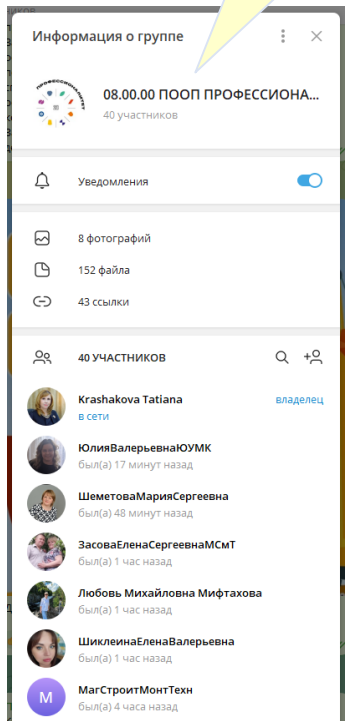 Информация о группе
ПРОФЕССИОНАЛИТЕТ
08.00.00 ПООП ПРОФЕССИОНА...
40 участников
Уведомления
8 фотографий
152 файла
43 ссылки
40 УЧАСТНИКОВ
Krashakova Tatiana владелец
в сети
ЮлияВалерьевнаЮУМК
был(а) 17 минут назад
ШеметоваМарияСергеевна
был(а) 48 минут назад
ЗасоваЕленаСергеевнаМСмТ
был(а) 1 час назад
Любовь Михайловна Мифтахова
был(а) 1 час назад
ШиклеинаЕленаВалерьевна
был(а) 1 час назад
М
МагСтроитМонтТехн
был(а) 4 часа назад